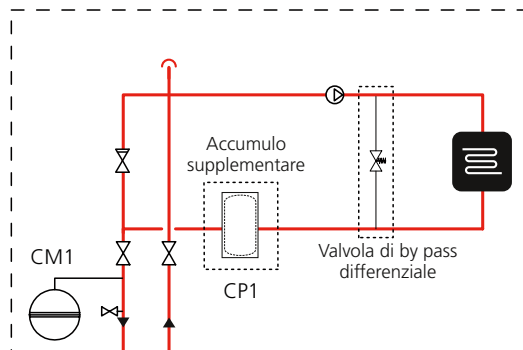 Accumulo
supplementare
CM1
CP1
Valvola di by pass
differenziale